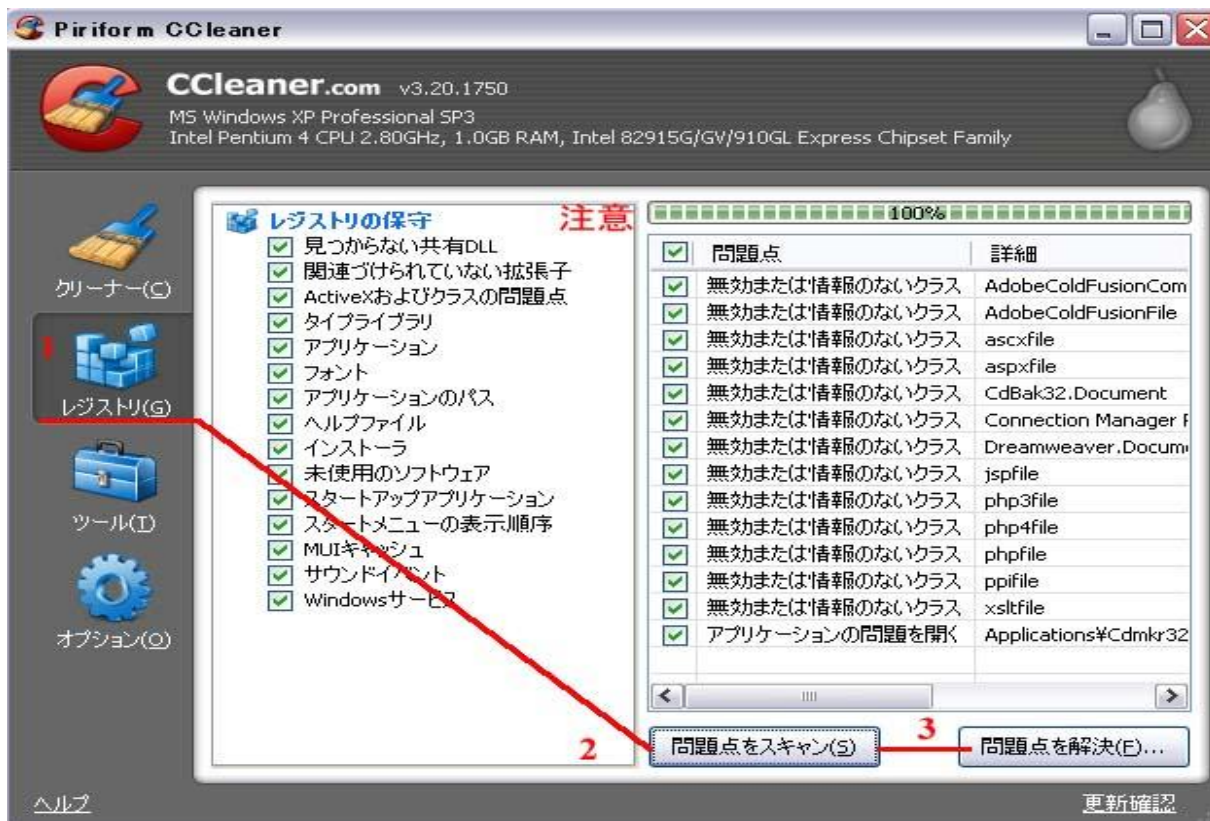 Piriform CCleaner
CCleaner.com v3.20.1750
MS Windows XP Professional SP3
Intel Pentium 4 CPU 2.80GHz, 1.0GB RAM, Intel 82915G/GV/910GL Express Chipset Family
クリーナー(C)
1
レジストリ(G)
ツール(T)
オプション(O)
レジストリの保守
注意
見つからない共有DLL
関連づけられていない拡張子
ActiveXおよびクラスの問題点
タイプライブラリ
アプリケーション
フォント
アプリケーションのパス
ヘルプファイル
インストーラ
未使用のソフトウェア
スタートアップアプリケーション
スタートメニューの表示順序
MUIキャッシュ
サウンドイベント
Windowsサービス
100%
問題点 詳細
無効または情報のないクラス AdobeColdFusionCom
無効または情報のないクラス AdobeColdFusionFile
無効または情報のないクラス ascxfile
無効または情報のないクラス aspxfile
無効または情報のないクラス CdBak32.Document
無効または情報のないクラス Connection Manager
無効または情報のないクラス Dreamweaver.Docum
無効または情報のないクラス jspfile
無効または情報のないクラス php3file
無効または情報のないクラス php4file
無効または情報のないクラス phpfile
無効または情報のないクラス ppifile
無効または情報のないクラス xsltfile
アプリケーションの問題を開く Applications¥Cdmkr32
2
問題点をスキャン(S)
3
問題点を解決(F)...
ヘルプ
更新確認